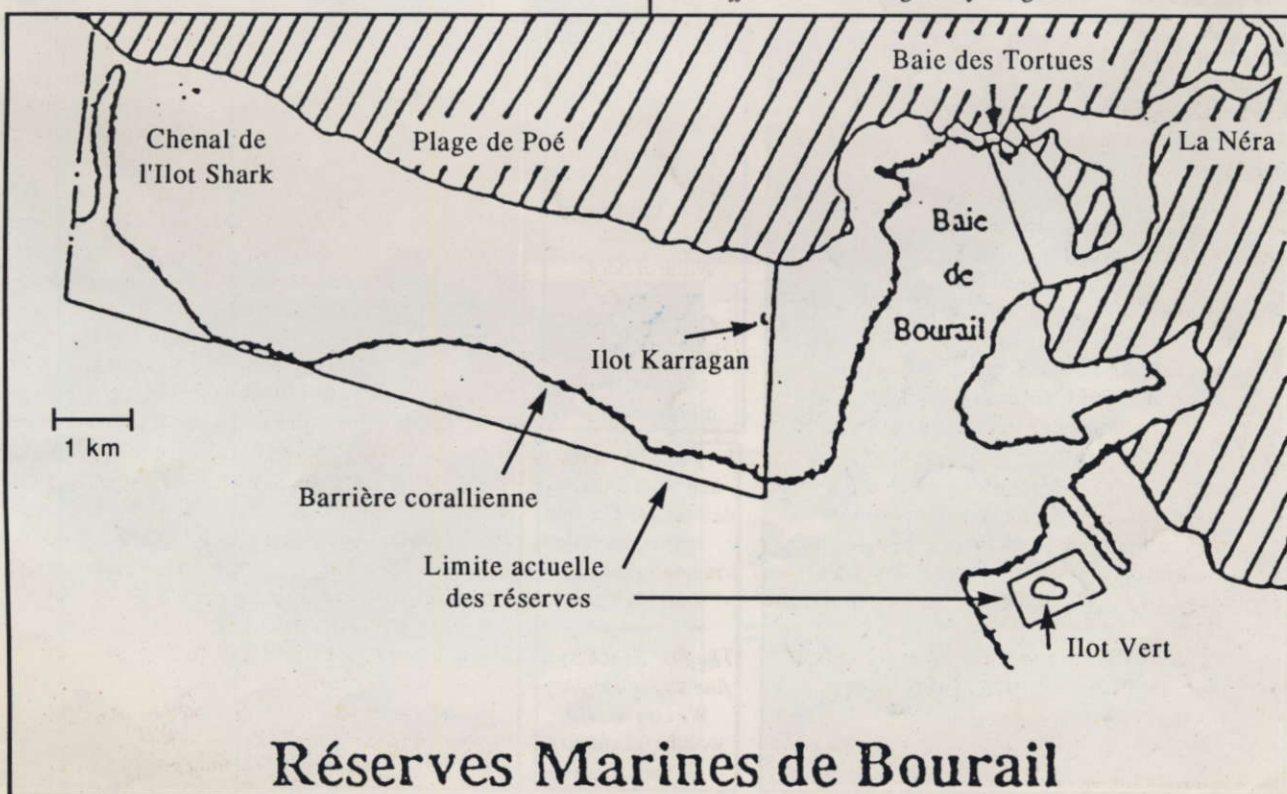 Baie des Tortues
Chenal de
l'Ilot Shark
Plage de Poé
La Néra
Baie
de
Bourail
Ilot Karragan
1 km
Barrière corallienne
Limite actuelle
des réserves
Ilot Vert
Réserves Marines de Bourail